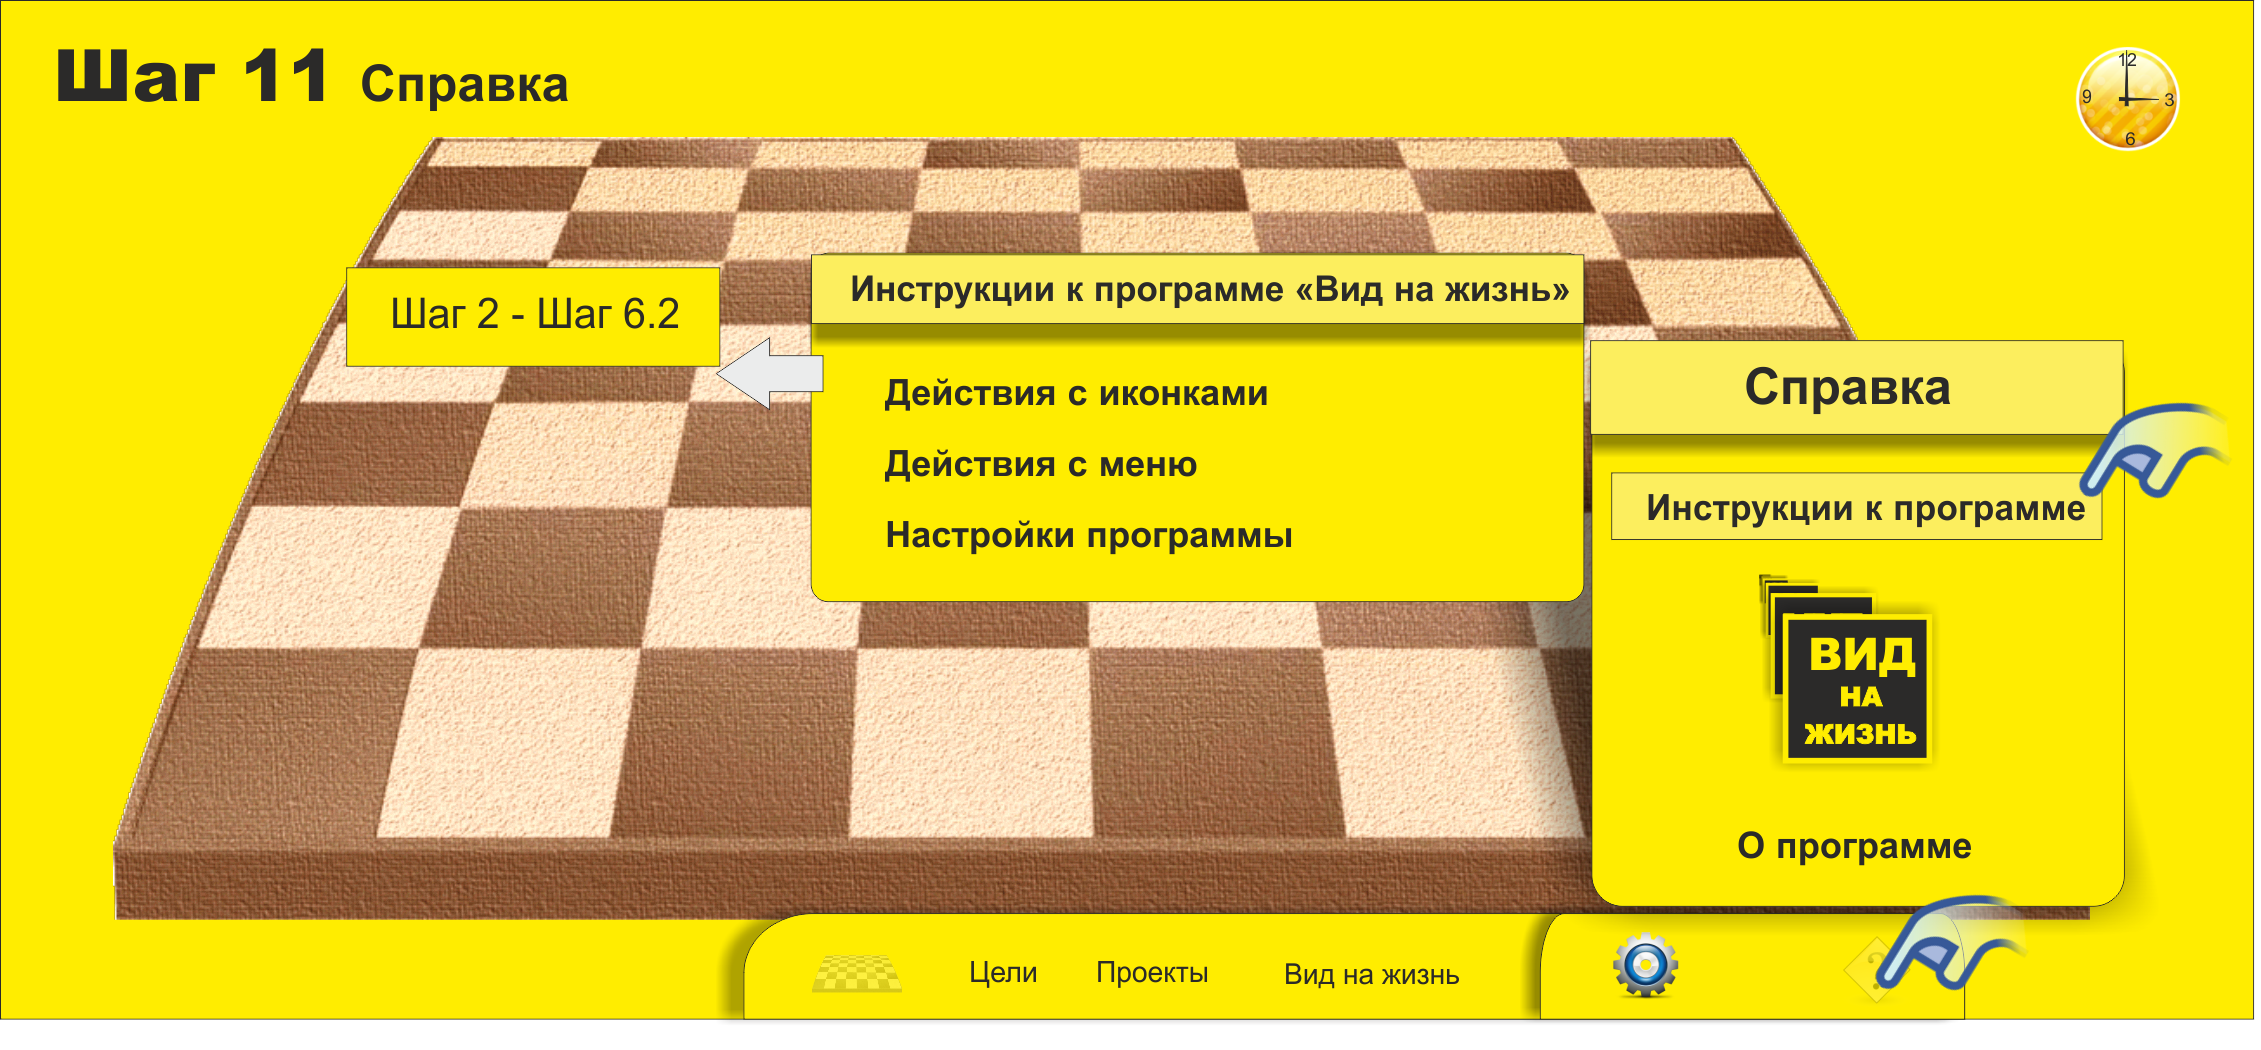 Шаг 11 Справка
12
9
3
6
Шаг 2 - Шаг 6.2
Инструкции к программе «Вид на жизнь»
Действия с иконками
Действия с меню
Настройки программы
Справка
Инструкции к программе
ВИД
НА
ЖИЗНЬ
О программе
Цели
Проекты
Вид на жизнь
?